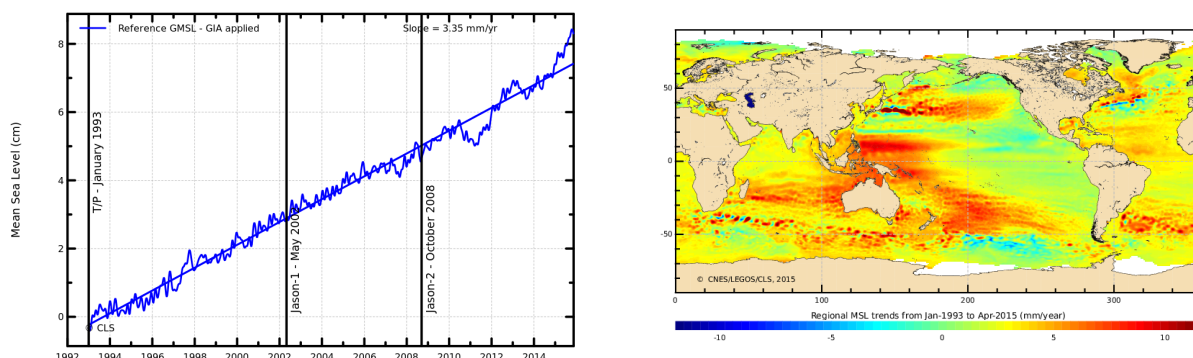 Reference GMSL - GIA applied
Slope = 3.35 mm/yr
Mean Sea Level (cm)
8
6
4
2
0
T/P - January 1993
Jason-1 - May 2002
Jason-2 - October 2008
© CLS
1992 1994 1996 1998 2000 2002 2004 2006 2008 2010 2012 2014
50
0
-50
© CNES/LEGOS/CLS, 2015
0 100 200 300
Regional MSL trends from Jan-1993 to Apr-2015 (mm/year)
-10 -5 0 5 10